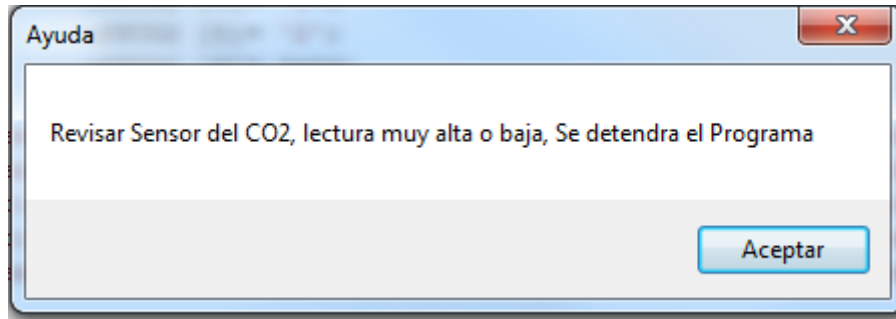 Ayuda
Revisar Sensor del CO2, lectura muy alta o baja, Se detendra el Programa
Aceptar